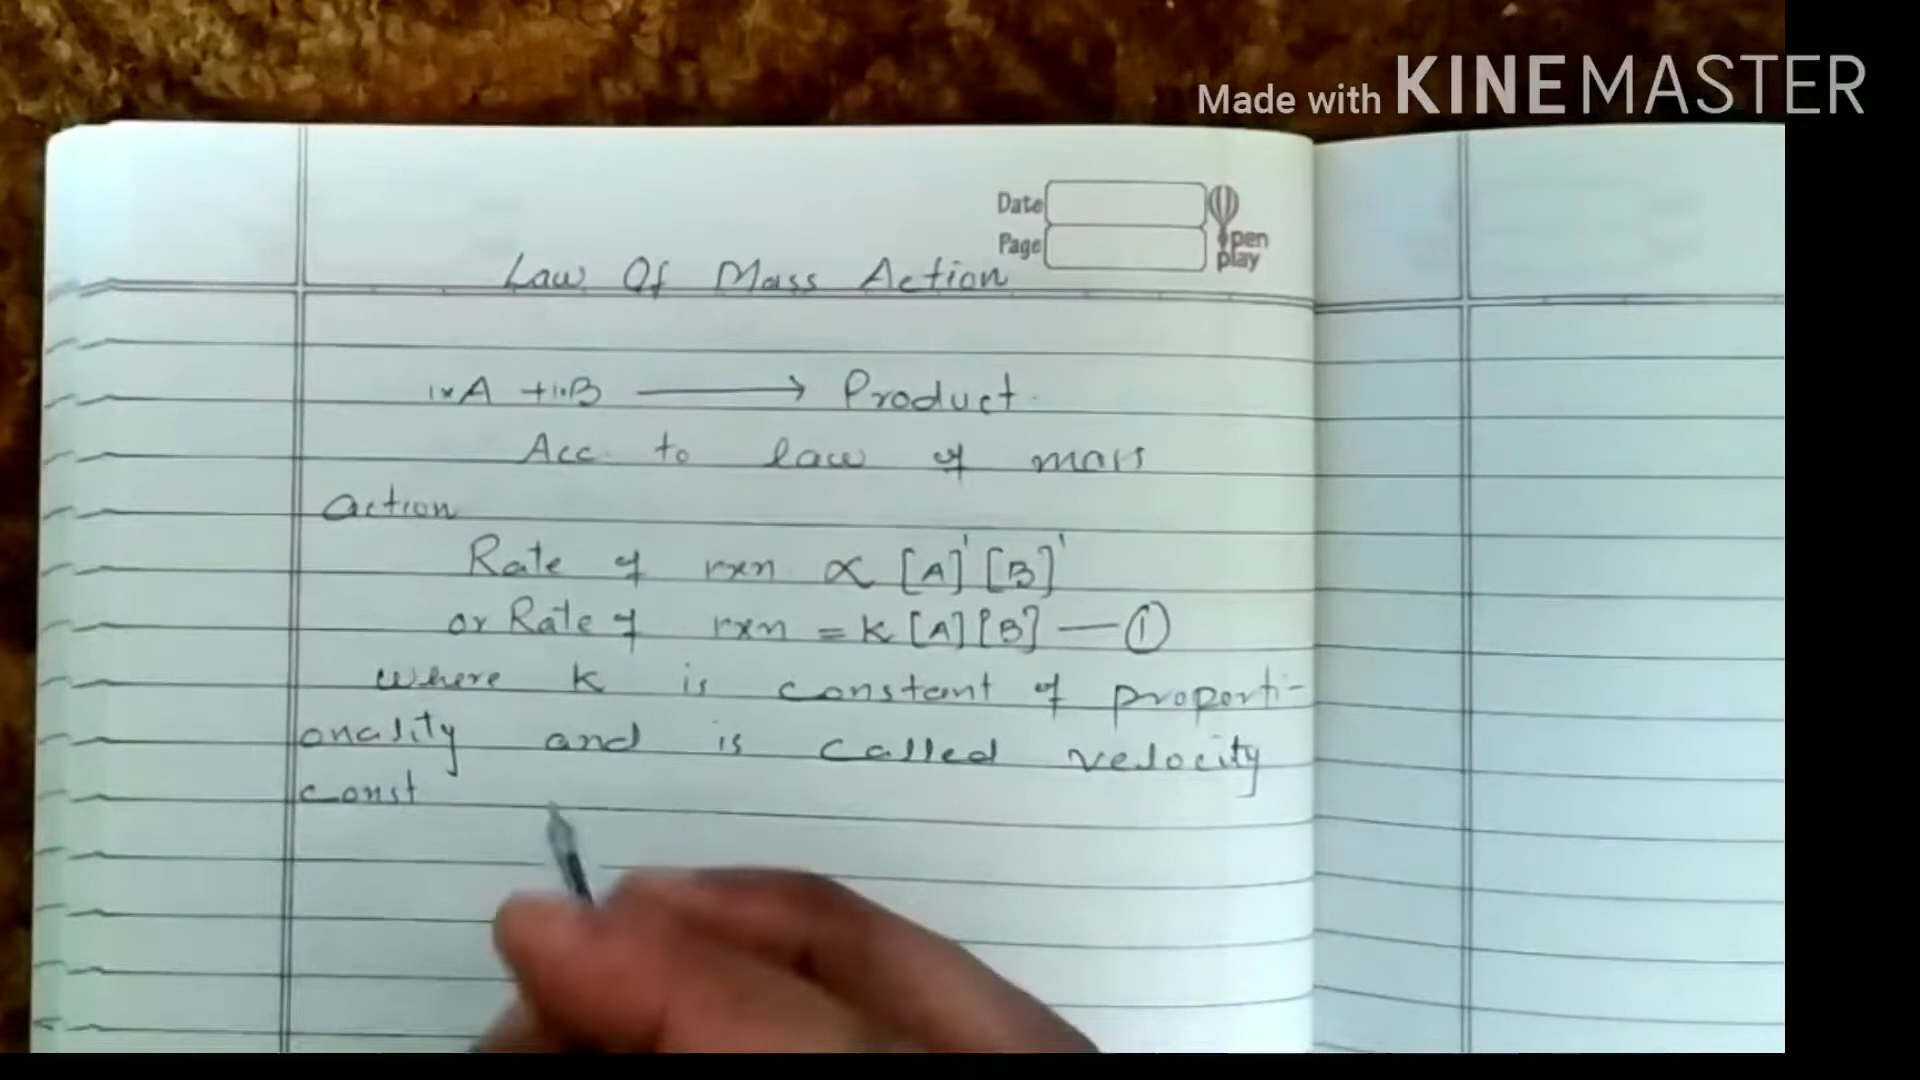 Made with KINEMASTER
Date
Page
pen
play
Law Of Mass Action
1×A + 1×B ⟶ Product
Acc. to law of mass
action
Rate of rxn ∝ [A]¹ [B]¹
or Rate of rxn = K [A] [B] — ①
where K is constant of proporti-
onality and is called velocity
const